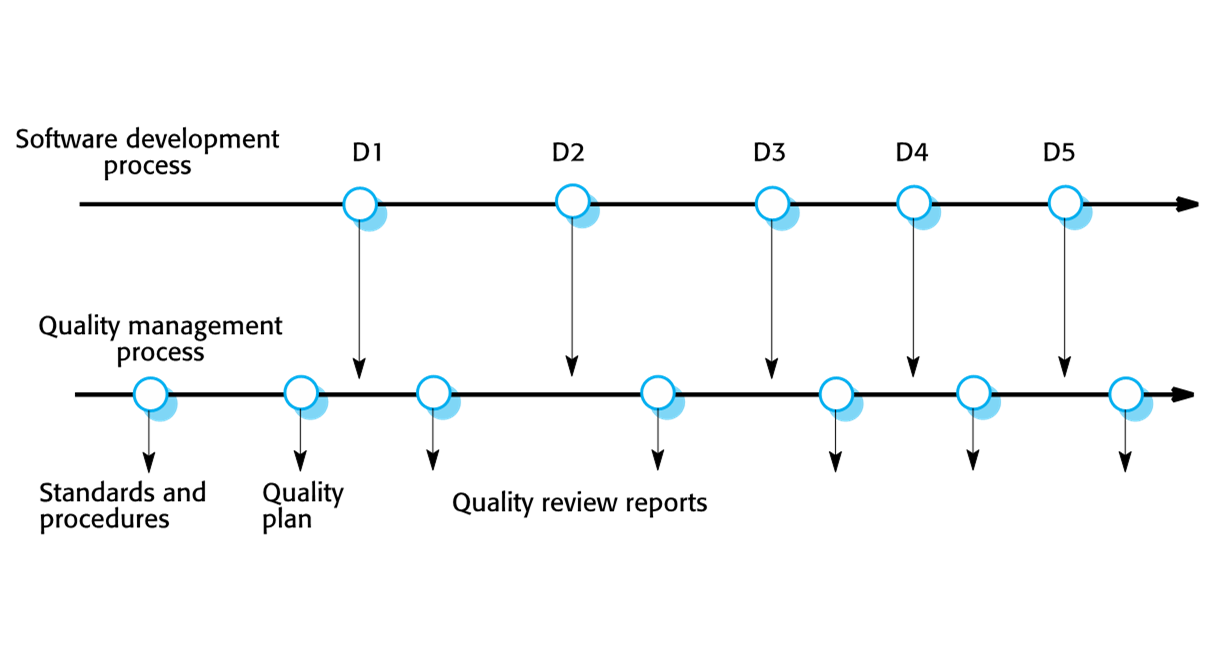 Software development
process
D1
D2
D3
D4
D5
Quality management
process
Standards and
procedures
Quality
plan
Quality review reports